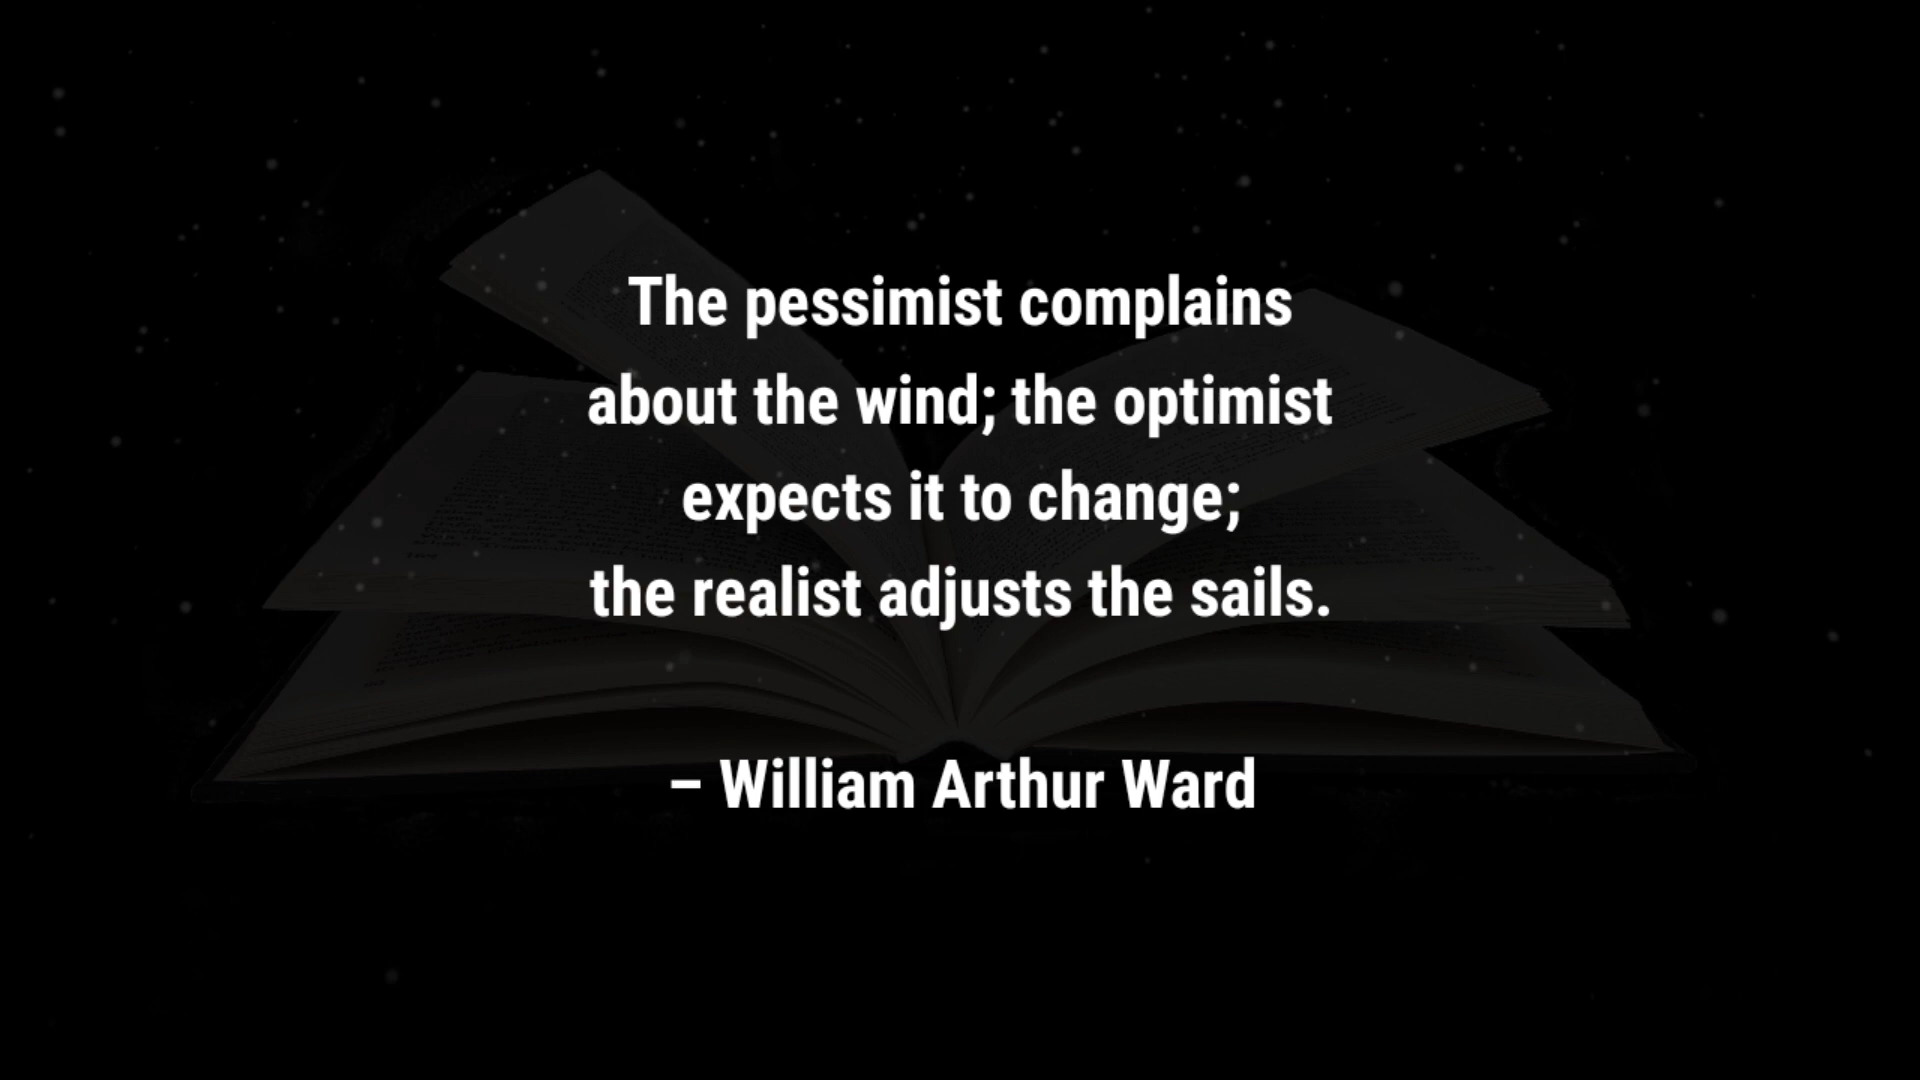 The pessimist complains
about the wind; the optimist
expects it to change;
the realist adjusts the sails.
– William Arthur Ward